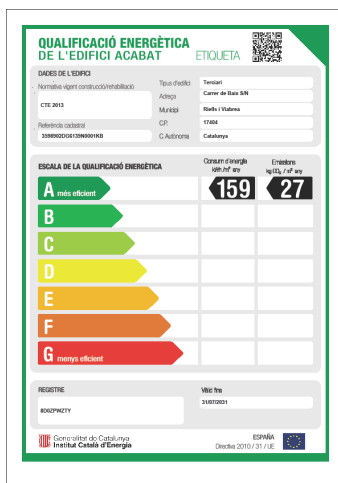 QUALIFICACIÓ ENERGÈTICA
DE L'EDIFICI ACABAT
ETIQUETA
DADES DE L'EDIFICI
Normativa vigent construcció/rehabilitació
CTE 2013
Referència cadastral
3598902DG6139N0001KB
Tipus d'edifici
Terciari
Adreça
Carrer de Baix S/N
Municipi
Riells i Viabrea
C.P.
17404
C. Autònoma
Catalunya
ESCALA DE LA QUALIFICACIÓ ENERGÈTICA
Consum d'energia
kWh /m² any
Emissions
kg CO₂ / m² any
A més eficient
159
27
B
C
D
E
F
G menys eficient
REGISTRE
8D6ZPWZTY
Vàlid fins
31/07/2031
Generalitat de Catalunya
Institut Català d'Energia
ESPAÑA
Directiva 2010 / 31 / UE